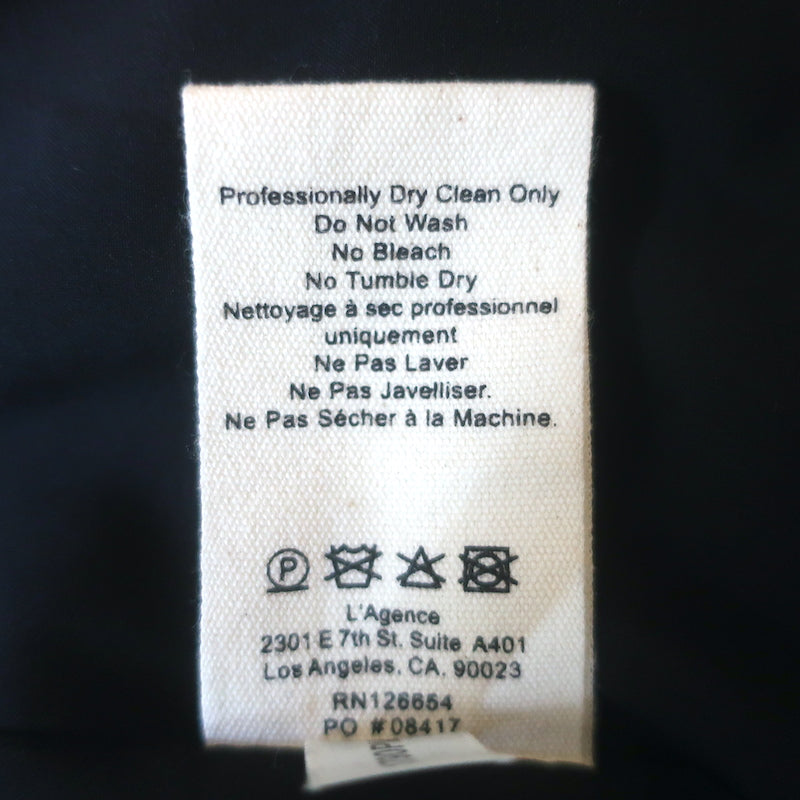 Professionally Dry Clean Only
Do Not Wash
No Bleach
No Tumble Dry
Nettoyage à sec professionnel
uniquement
Ne Pas Laver
Ne Pas Javelliser.
Ne Pas Sécher à la Machine.
P
L'Agence
2301 E 7th St. Suite A401
Los Angeles, CA, 90023
RN126654
PO #08417